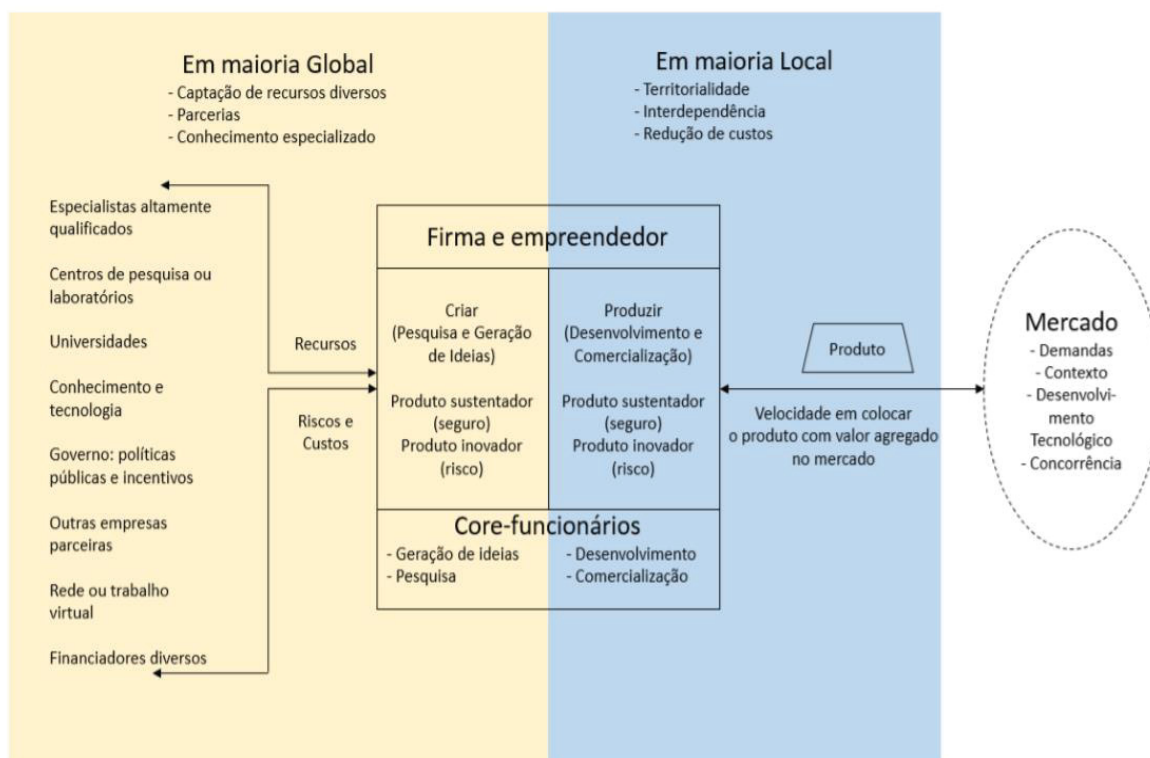 Em maioria Global
- Captação de recursos diversos
- Parcerias
- Conhecimento especializado
Em maioria Local
- Territorialidade
- Interdependência
- Redução de custos
Especialistas altamente
qualificados
Centros de pesquisa ou
laboratórios
Universidades
Conhecimento e
tecnologia
Governo: políticas
públicas e incentivos
Outras empresas
parceiras
Rede ou trabalho
virtual
Financiadores diversos
Recursos
Riscos e
Custos
Firma e empreendedor
Criar
(Pesquisa e Geração
de Ideias)
Produto sustentador
(seguro)
Produto inovador
(risco)
Produzir
(Desenvolvimento e
Comercialização)
Produto sustentador
(seguro)
Produto inovador
(risco)
Core-funcionários
- Geração de ideias
- Pesquisa
- Desenvolvimento
- Comercialização
Produto
Velocidade em colocar
o produto com valor agregado
no mercado
Mercado
- Demandas
- Contexto
- Desenvolvi-
mento
Tecnológico
- Concorrência